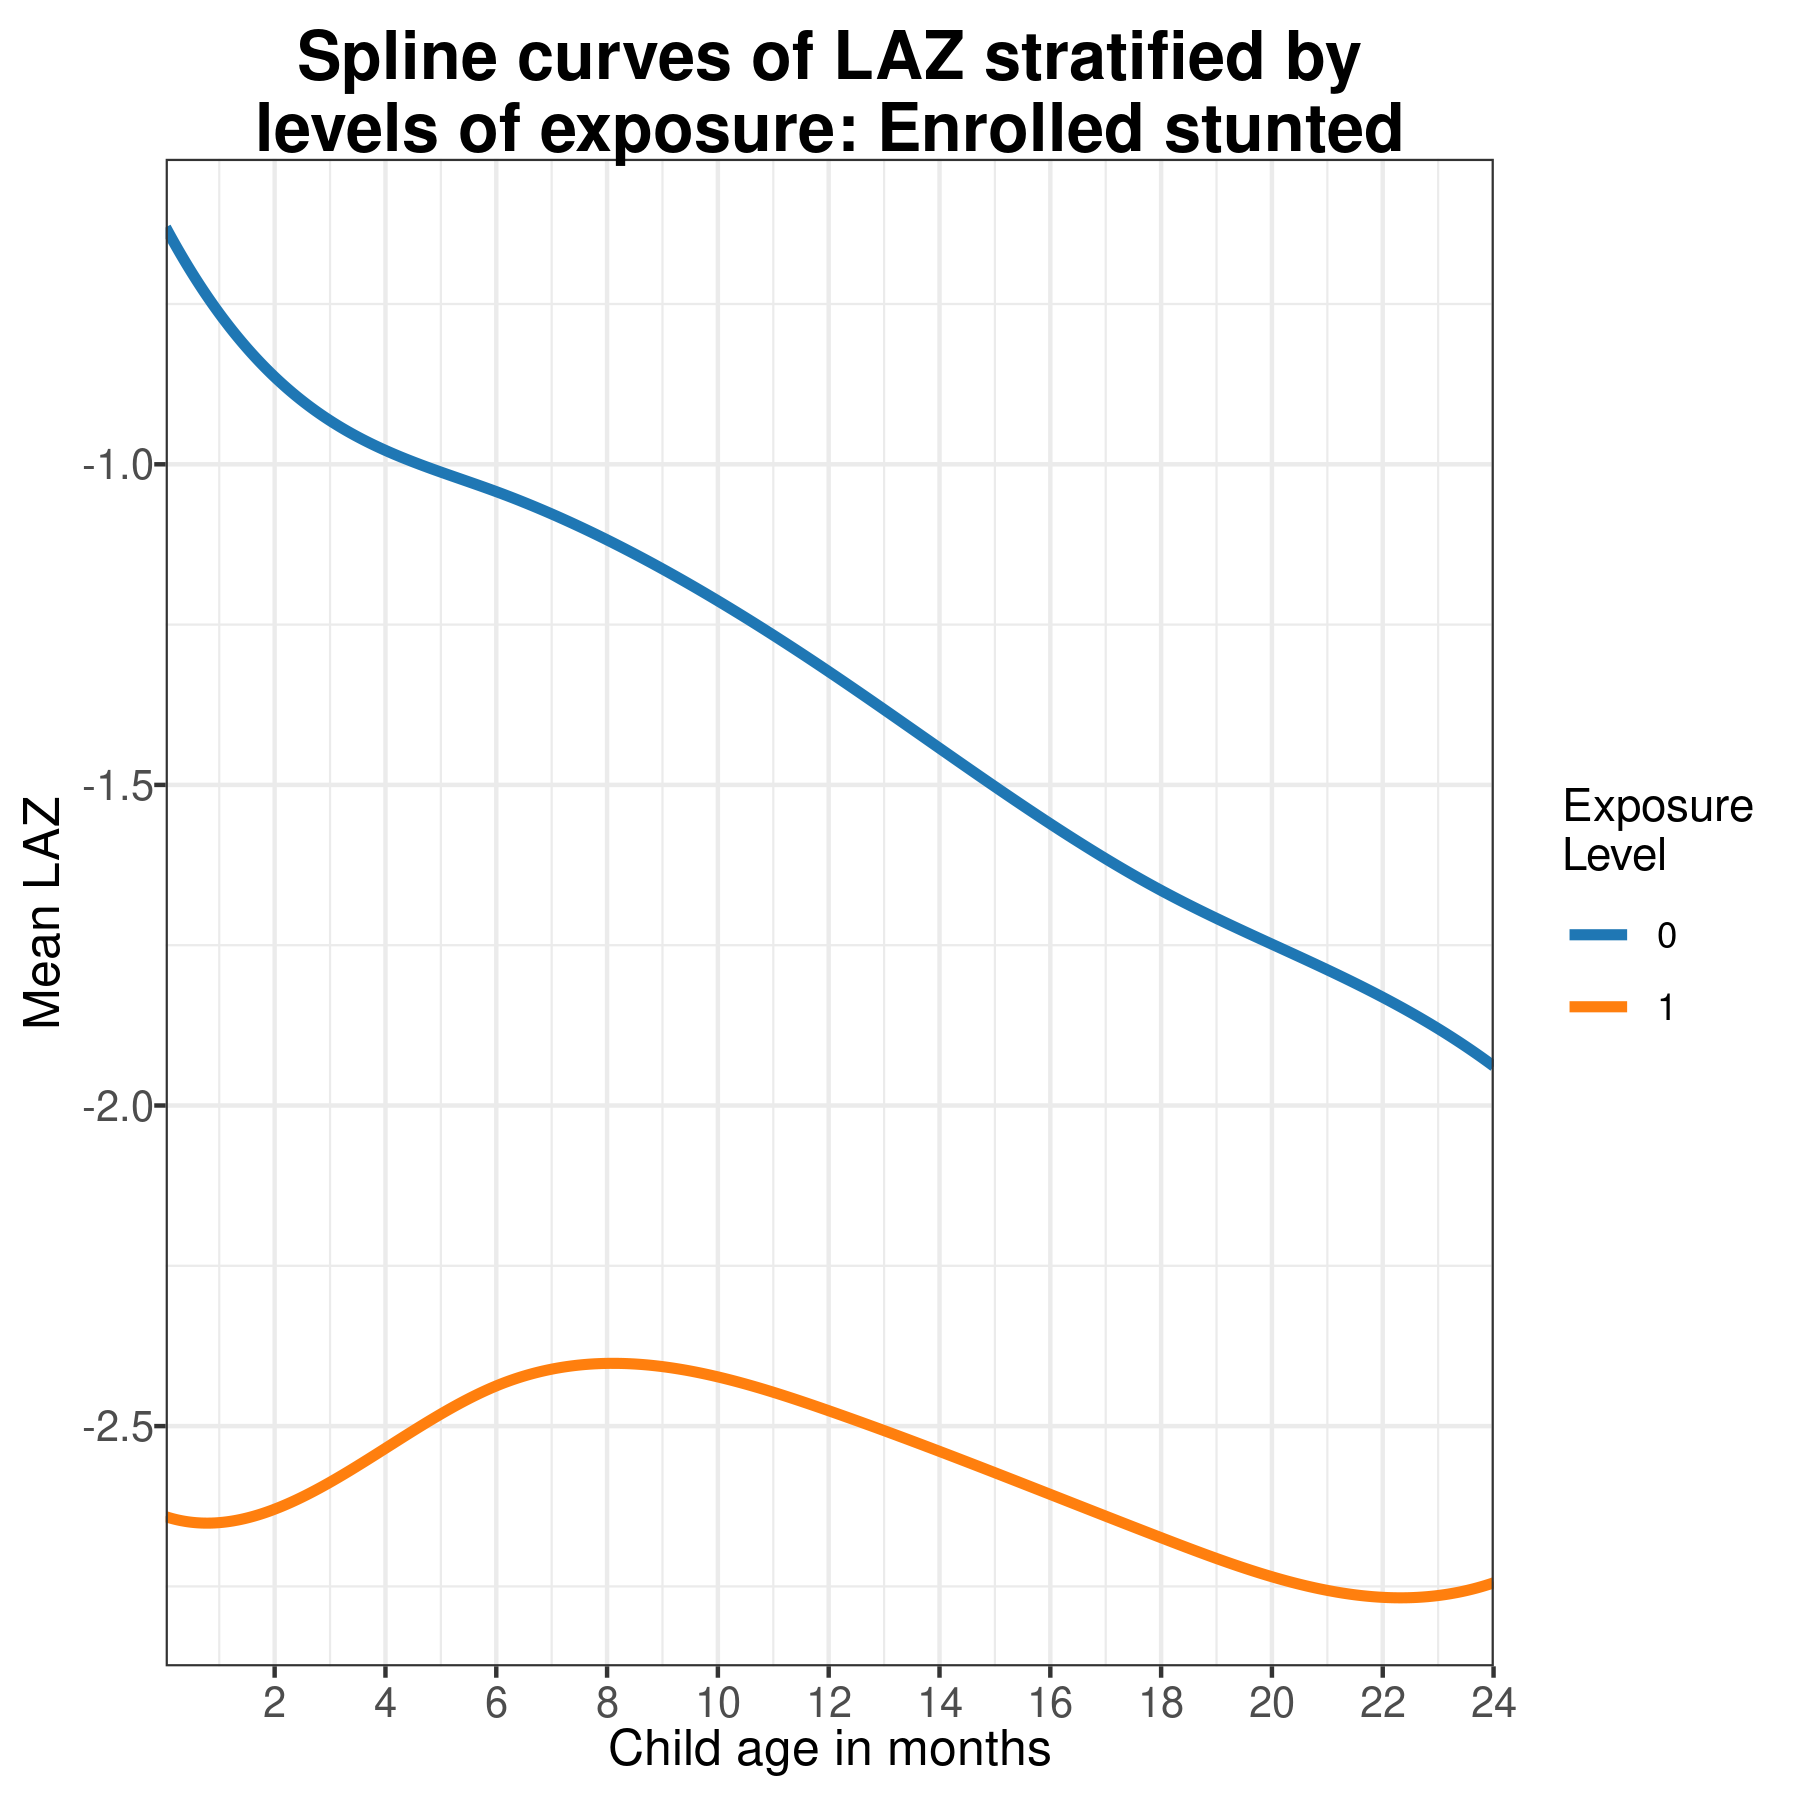 Spline curves of LAZ stratified by
levels of exposure: Enrolled stunted
Mean LAZ
-1.0
-1.5
-2.0
-2.5
2 4 6 8 10 12 14 16 18 20 22 24
Child age in months
Exposure
Level
0
1